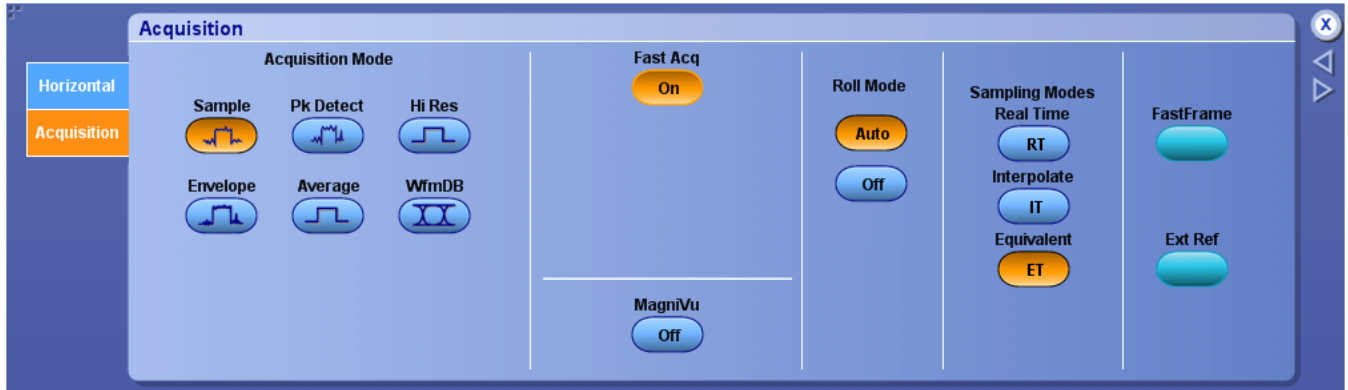 Acquisition
X
Horizontal
Acquisition
Acquisition Mode
Sample
Pk Detect
Hi Res
Envelope
Average
WfmDB
Fast Acq
On
MagniVu
Off
Roll Mode
Auto
Off
Sampling Modes
Real Time
RT
Interpolate
IT
Equivalent
ET
FastFrame
Ext Ref